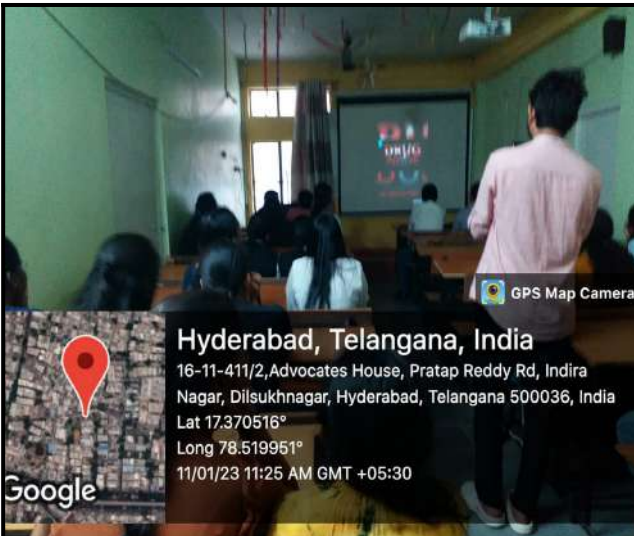 GPS Map Camera
Hyderabad, Telangana, India
16-11-411/2,Advocates House, Pratap Reddy Rd, Indira
Nagar, Dilsukhnagar, Hyderabad, Telangana 500036, India
Lat 17.370516°
Long 78.519951°
11/01/23 11:25 AM GMT +05:30
Google